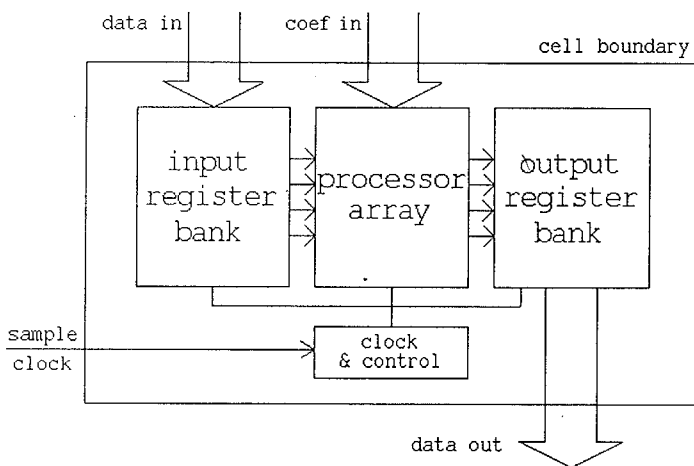 data in
coef in
cell boundary
input
register
bank
processor
array
output
register
bank
sample
clock
clock
& control
data out